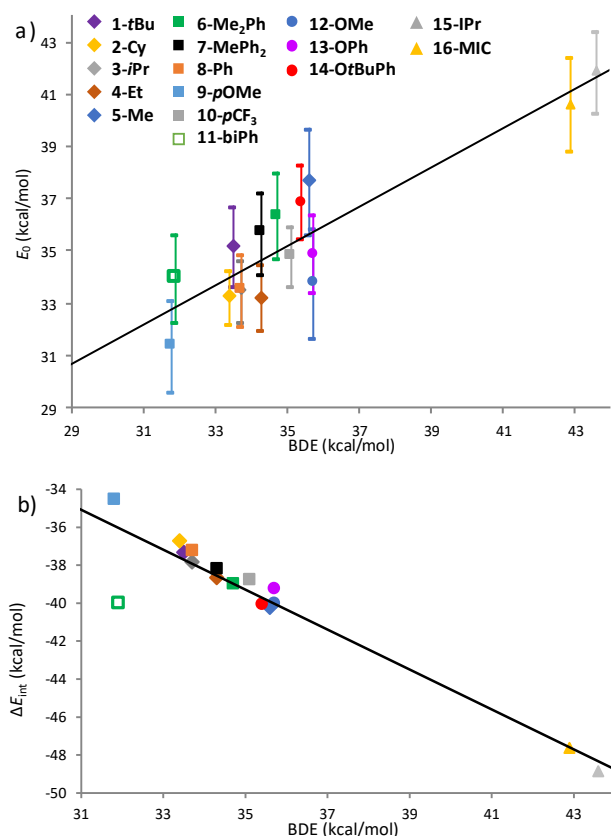 a)
1-tBu
2-Cy
3-iPr
4-Et
5-Me
6-Me₂Ph
7-MePh₂
8-Ph
9-pOMe
10-pCF₃
11-biPh
12-OMe
13-OPh
14-OtBuPh
15-IPr
16-MIC
E₀ (kcal/mol)
43
41
39
37
35
33
31
29
29 31 33 35 37 39 41 43
BDE (kcal/mol)
b)
ΔE_int (kcal/mol)
-34
-36
-38
-40
-42
-44
-46
-48
-50
31 33 35 37 39 41 43
BDE (kcal/mol)